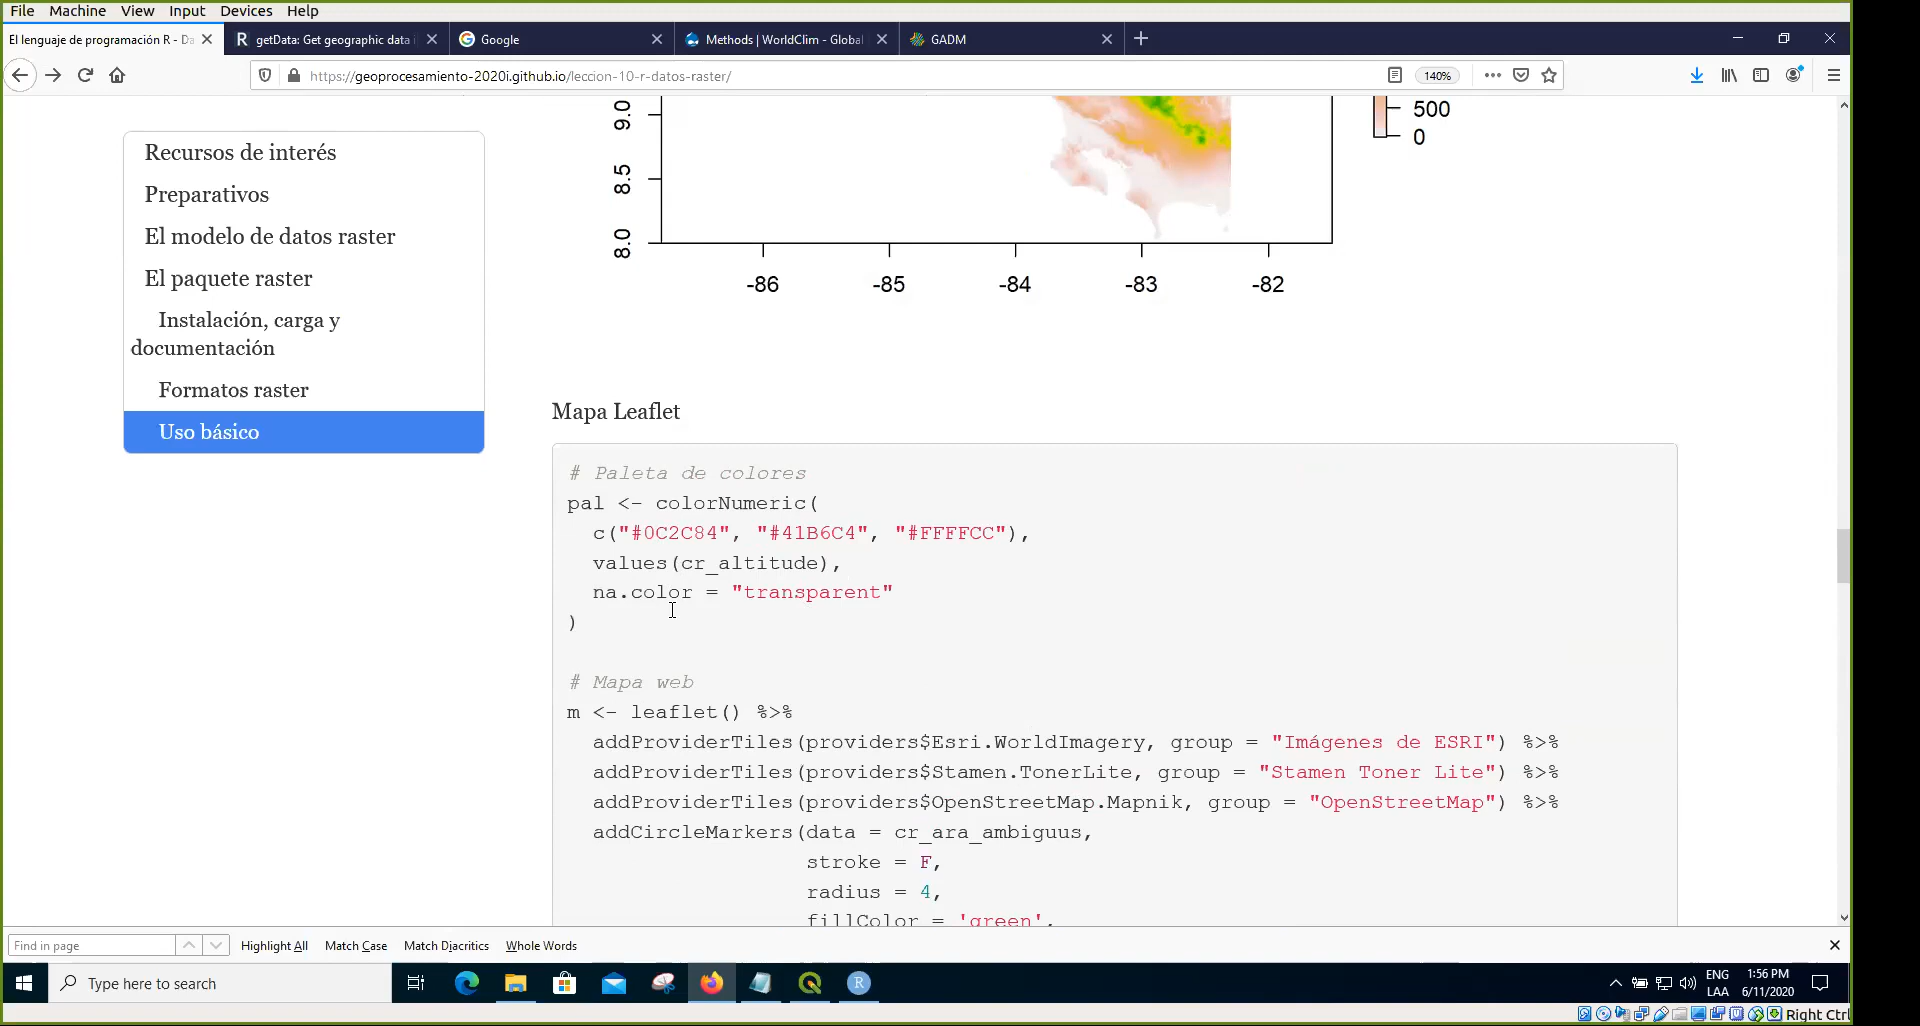 File Machine View Input Devices Help
El lenguaje de programación R - Da
getData: Get geographic data i
Google
Methods | WorldClim - Global
GADM
https://geoprocesamiento-2020i.github.io/leccion-10-r-datos-raster/
140%
Recursos de interés
Preparativos
El modelo de datos raster
El paquete raster
Instalación, carga y
documentación
Formatos raster
Uso básico
9.0
8.5
8.0
-86 -85 -84 -83 -82
500
0
Mapa Leaflet
# Paleta de colores
pal <- colorNumeric(
c("#0C2C84", "#41B6C4", "#FFFFCC"),
values(cr_altitude),
na.color = "transparent"
)
# Mapa web
m <- leaflet() %>%
addProviderTiles(providers$Esri.WorldImagery, group = "Imágenes de ESRI") %>%
addProviderTiles(providers$Stamen.TonerLite, group = "Stamen Toner Lite") %>%
addProviderTiles(providers$OpenStreetMap.Mapnik, group = "OpenStreetMap") %>%
addCircleMarkers(data = cr_ara_ambiguus,
stroke = F,
radius = 4,
fillColor = 'green',
Find in page
Highlight All Match Case Match Diacritics Whole Words
Type here to search
ENG
LAA
1:56 PM
6/11/2020
Right Ctrl